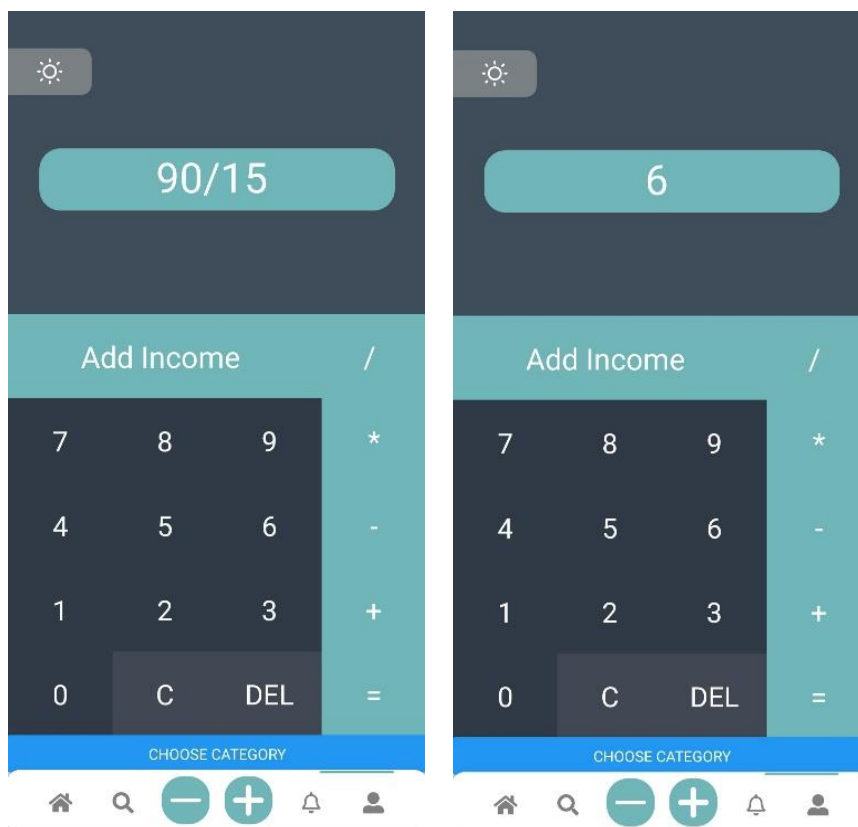 90/15
Add Income /
7 8 9 *
4 5 6 -
1 2 3 +
0 C DEL =
CHOOSE CATEGORY
6
Add Income /
7 8 9 *
4 5 6 -
1 2 3 +
0 C DEL =
CHOOSE CATEGORY